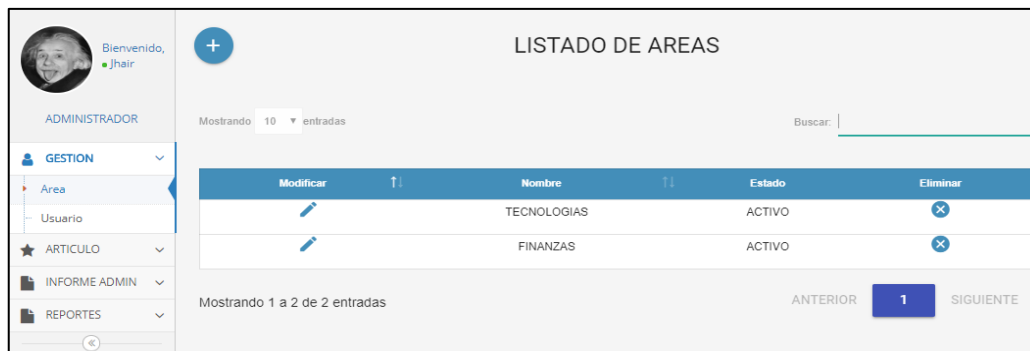 Bienvenido,
Jhair
ADMINISTRADOR
GESTION
Area
Usuario
ARTICULO
INFORME ADMIN
REPORTES
LISTADO DE AREAS
Mostrando 10 entradas
Buscar:
Modificar Nombre Estado Eliminar
TECNOLOGIAS ACTIVO
FINANZAS ACTIVO
Mostrando 1 a 2 de 2 entradas
ANTERIOR 1 SIGUIENTE